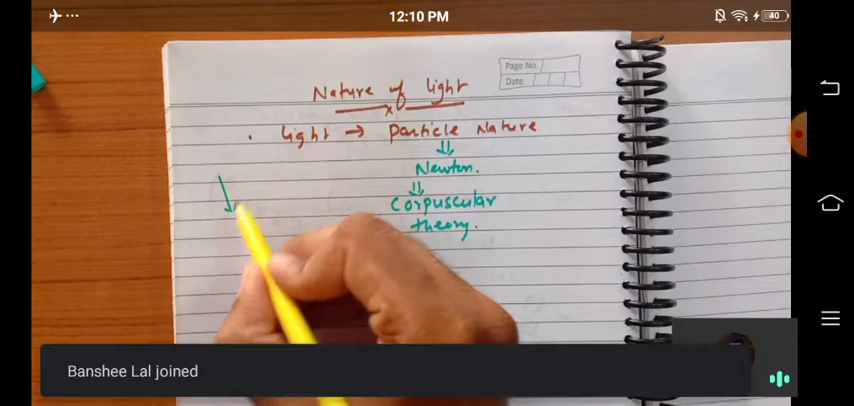 12:10 PM
40
Page No.
Date
Nature of light
. light → Particle Nature
⇓
Newton.
⇓
Corpuscular
theory.
Banshee Lal joined